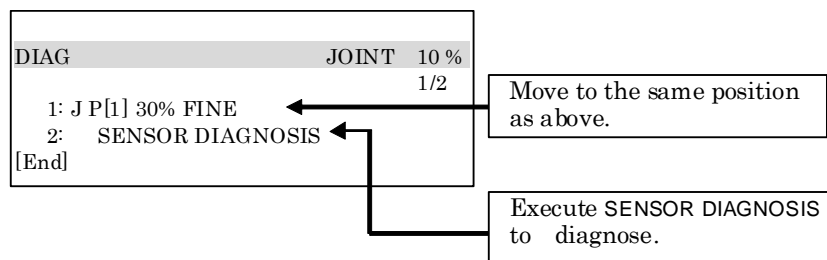 DIAG JOINT 10 %
1/2
1: J P[1] 30% FINE
2: SENSOR DIAGNOSIS
[End]
Move to the same position
as above.
Execute SENSOR DIAGNOSIS
to diagnose.